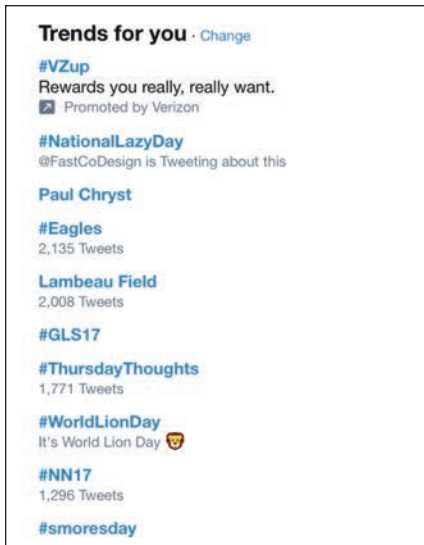 Trends for you · Change
#VZup
Rewards you really, really want.
Promoted by Verizon
#NationalLazyDay
@FastCoDesign is Tweeting about this
Paul Chryst
#Eagles
2,135 Tweets
Lambeau Field
2,008 Tweets
#GLS17
#ThursdayThoughts
1,771 Tweets
#WorldLionDay
It's World Lion Day 🦁
#NN17
1,296 Tweets
#smoresday